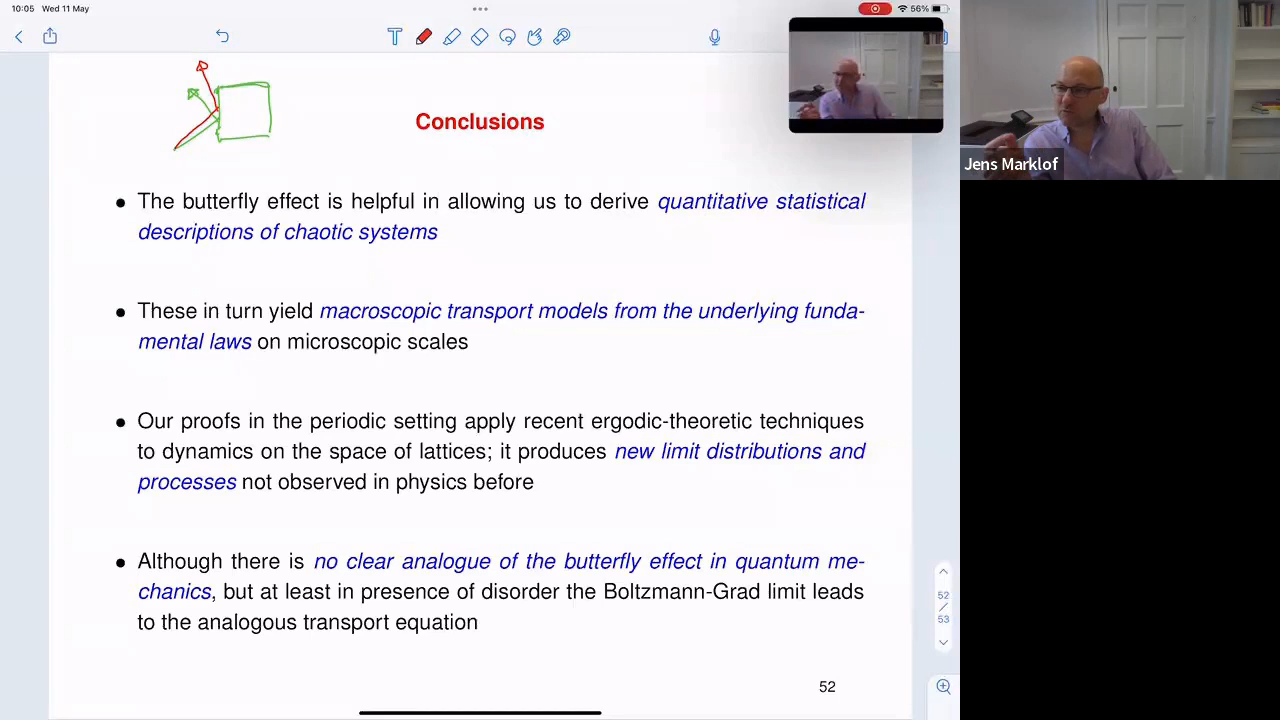 10:05 Wed 11 May
56%
T
Conclusions
Jens Marklof
• The butterfly effect is helpful in allowing us to derive quantitative statistical
descriptions of chaotic systems
• These in turn yield macroscopic transport models from the underlying funda-
mental laws on microscopic scales
• Our proofs in the periodic setting apply recent ergodic-theoretic techniques
to dynamics on the space of lattices; it produces new limit distributions and
processes not observed in physics before
• Although there is no clear analogue of the butterfly effect in quantum me-
chanics, but at least in presence of disorder the Boltzmann-Grad limit leads
to the analogous transport equation
52
/
53
52